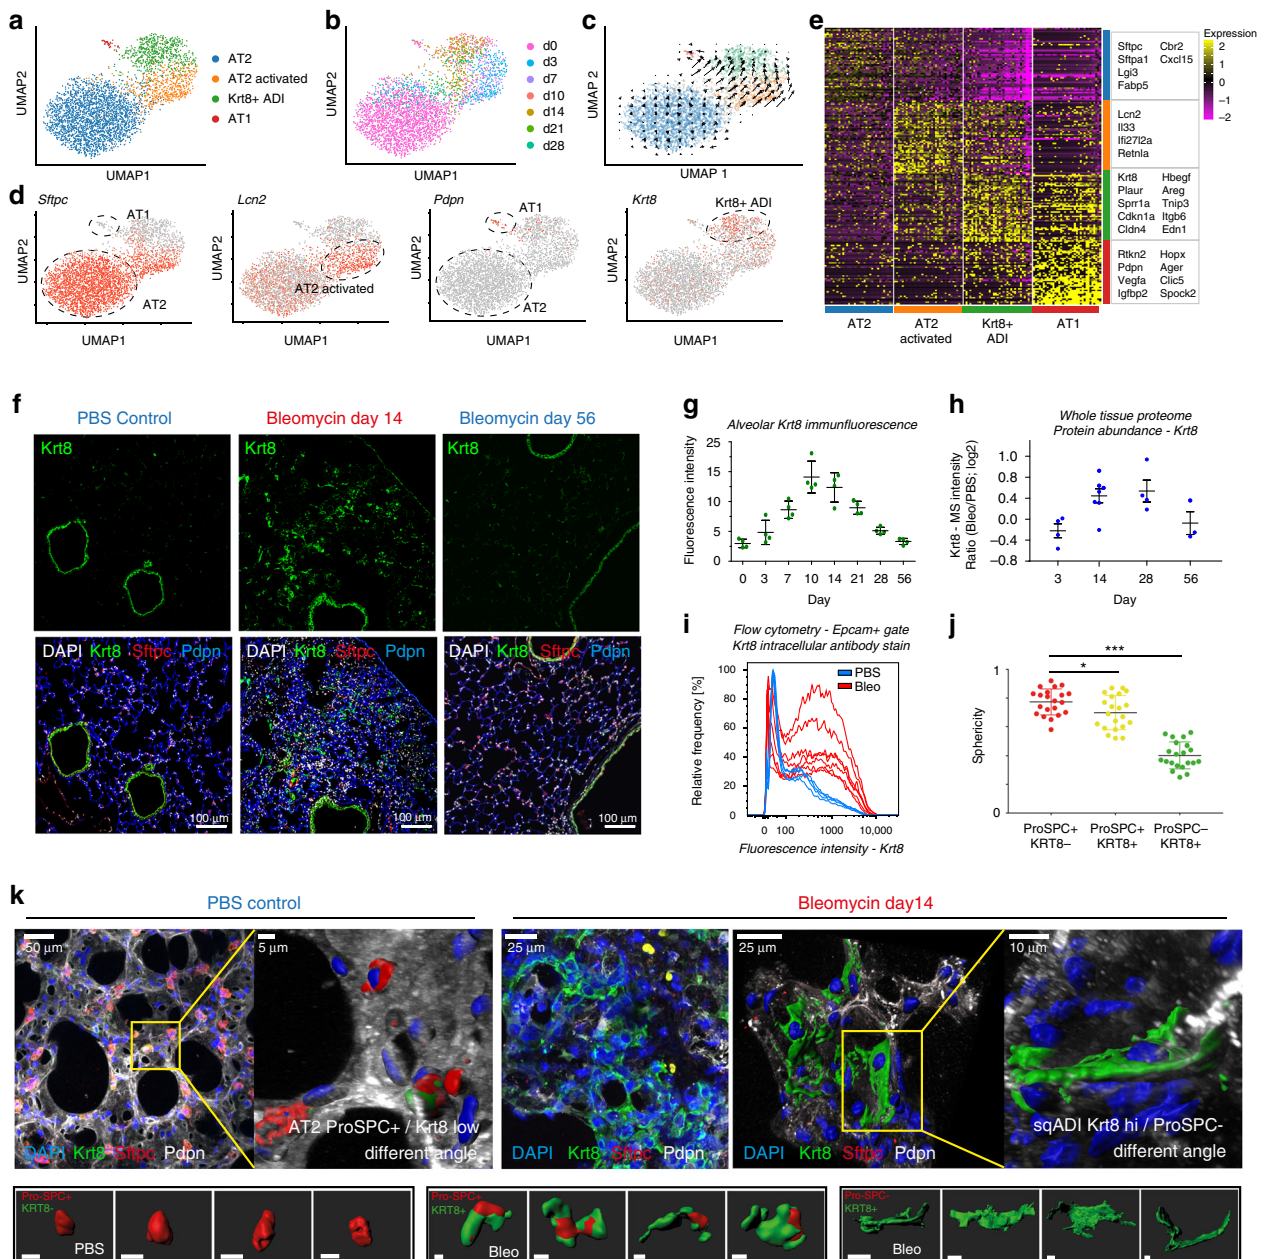 a
UMAP2
UMAP1
AT2
AT2 activated
Krt8+ ADI
AT1
b
UMAP2
UMAP1
d0
d3
d7
d10
d14
d21
d28
c
UMAP 2
UMAP 1
d
Sftpc
AT1
AT2
UMAP2
UMAP1
Lcn2
AT2 activated
UMAP2
UMAP1
Pdpn
AT1
AT2
UMAP2
UMAP1
Krt8
Krt8+ ADI
UMAP2
UMAP1
e
Sftpc Cbr2
Sftpa1 Cxcl15
Lgi3
Fabp5
Lcn2
Il33
Ifi27l2a
Retnla
Krt8 Hbegf
Plaur Areg
Sprr1a Tnip3
Cdkn1a Itgb6
Cldn4 Edn1
Rtkn2 Hopx
Pdpn Ager
Vegfa Clic5
Igfbp2 Spock2
AT2
AT2
activated
Krt8+
ADI
AT1
Expression
2
1
0
−1
−2
f
PBS Control
Bleomycin day 14
Bleomycin day 56
Krt8
Krt8
Krt8
DAPI Krt8 Sftpc Pdpn
100 µm
DAPI Krt8 Sftpc Pdpn
100 µm
DAPI Krt8 Sftpc Pdpn
100 µm
g
Alveolar Krt8 immunfluorescence
Fluorescence intensity
25
15
10
5
0
0 3 7 10 14 21 28 56
Day
h
Whole tissue proteome
Protein abundance - Krt8
Krt8 - MS intensity
Ratio (Bleo/PBS; log2)
1.0
0.8
0.4
0.0
−0.4
−0.8
3 14 28 56
Day
i
Flow cytometry - Epcam+ gate
Krt8 intracellular antibody stain
Relative frequency [%]
100
80
60
40
20
0
PBS
Bleo
0 100 1000 10,000
Fluorescence intensity - Krt8
j
Sphericity
1
0
***
*
ProSPC+
KRT8−
ProSPC+
KRT8+
ProSPC−
KRT8+
k
PBS control
Bleomycin day14
50 µm
DAPI Krt8 Sftpc Pdpn
5 µm
AT2 ProSPC+ / Krt8 low
different angle
25 µm
DAPI Krt8 Sftpc Pdpn
25 µm
DAPI Krt8 Sftpc Pdpn
10 µm
sqADI Krt8 hi / ProSPC-
different angle
Pro-SPC+
KRT8-
PBS
Pro-SPC+
KRT8+
Bleo
Pro-SPC-
KRT8+
Bleo